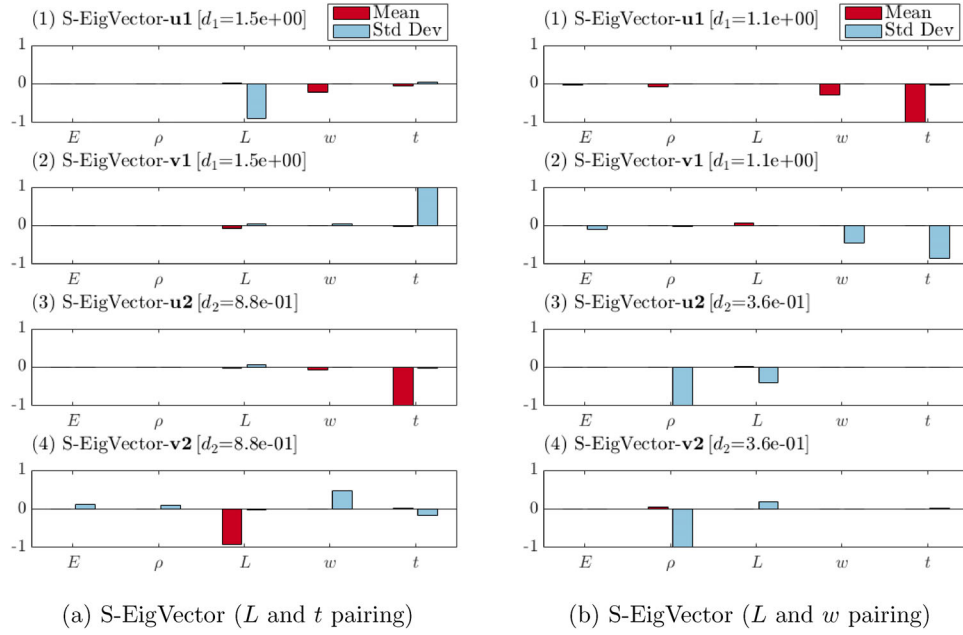 (1) S-EigVector-u1 [d₁=1.5e+00]
Mean
Std Dev
1
0
-1
E ρ L w t
(2) S-EigVector-v1 [d₁=1.5e+00]
1
0
-1
E ρ L w t
(3) S-EigVector-u2 [d₂=8.8e-01]
1
0
-1
E ρ L w t
(4) S-EigVector-v2 [d₂=8.8e-01]
1
0
-1
E ρ L w t
(a) S-EigVector (L and t pairing)
(1) S-EigVector-u1 [d₁=1.1e+00]
Mean
Std Dev
1
0
-1
E ρ L w t
(2) S-EigVector-v1 [d₁=1.1e+00]
1
0
-1
E ρ L w t
(3) S-EigVector-u2 [d₂=3.6e-01]
1
0
-1
E ρ L w t
(4) S-EigVector-v2 [d₂=3.6e-01]
1
0
-1
E ρ L w t
(b) S-EigVector (L and w pairing)